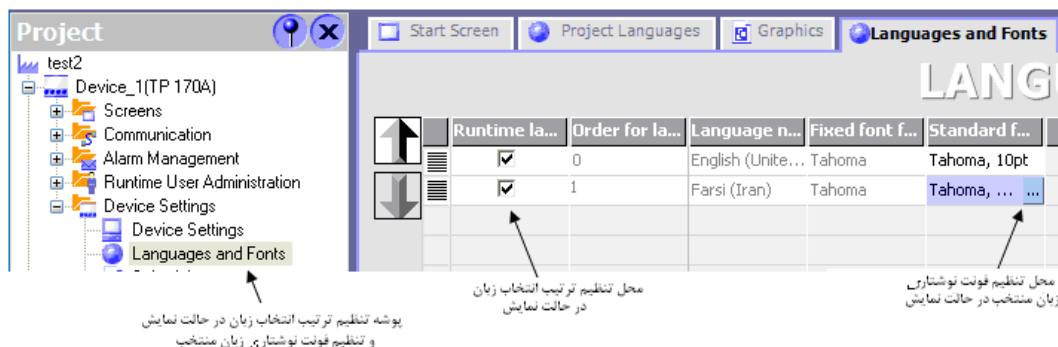 Project
test2
Device_1(TP 170A)
Screens
Communication
Alarm Management
Runtime User Administration
Device Settings
Device Settings
Languages and Fonts
Start Screen
Project Languages
Graphics
Languages and Fonts
Runtime la... Order for la... Language n... Fixed font f... Standard f...
0 English (Unite... Tahoma Tahoma, 10pt
1 Farsi (Iran) Tahoma Tahoma, ... ...
محل تنظیم ترتیب انتخاب زبان
در حالت نمایش
محل تنظیم فونت نوشتاری
زبان منتخب در حالت نمایش
پوشه تنظیم ترتیب انتخاب زبان در حالت نمایش
و تنظیم فونت نوشتاری زبان منتخب